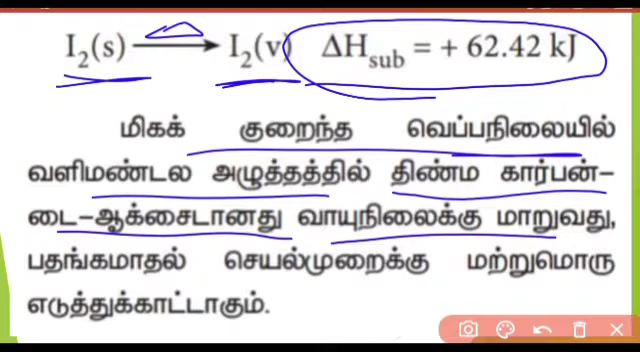 I₂(s) ⟶ I₂(v) ΔH_sub = + 62.42 kJ
மிகக் குறைந்த வெப்பநிலையில்
வளிமண்டல அழுத்தத்தில் திண்ம கார்பன்-
டை-ஆக்சைடானது வாயுநிலைக்கு மாறுவது,
பதங்கமாதல் செயல்முறைக்கு மற்றுமொரு
எடுத்துக்காட்டாகும்.